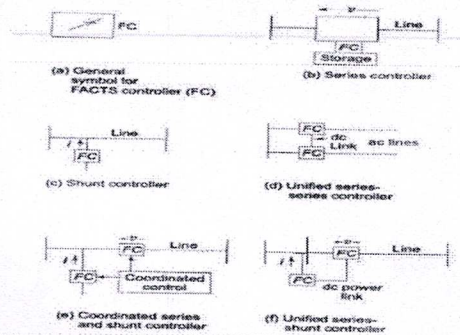 FC
(a) General
symbol for
FACTS controller (FC)
v
Line
FC
Storage
(b) Series controller
Line
i
FC
(c) Shunt controller
FC
dc
Link
ac lines
FC
(d) Unified series-
series controller
v
FC
Line
i
FC
Coordinated
control
(e) Coordinated series
and shunt controller
v
FC
Line
i
FC
dc power
link
(f) Unified series-
shunt controller